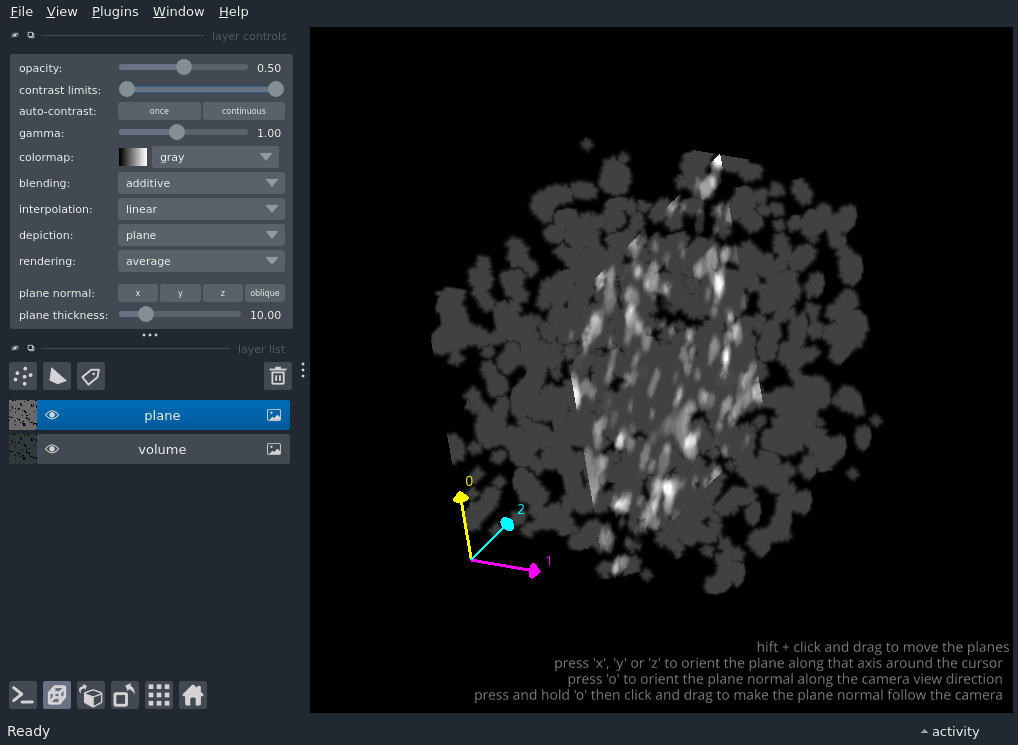 File View Plugins Window Help
layer controls
opacity: 0.50
contrast limits:
auto-contrast: once continuous
gamma: 1.00
colormap: gray
blending: additive
interpolation: linear
depiction: plane
rendering: average
plane normal: x y z oblique
plane thickness: 10.00
layer list
plane
volume
0
2
1
hift + click and drag to move the planes
press 'x', 'y' or 'z' to orient the plane along that axis around the cursor
press 'o' to orient the plane normal along the camera view direction
press and hold 'o' then click and drag to make the plane normal follow the camera
Ready activity